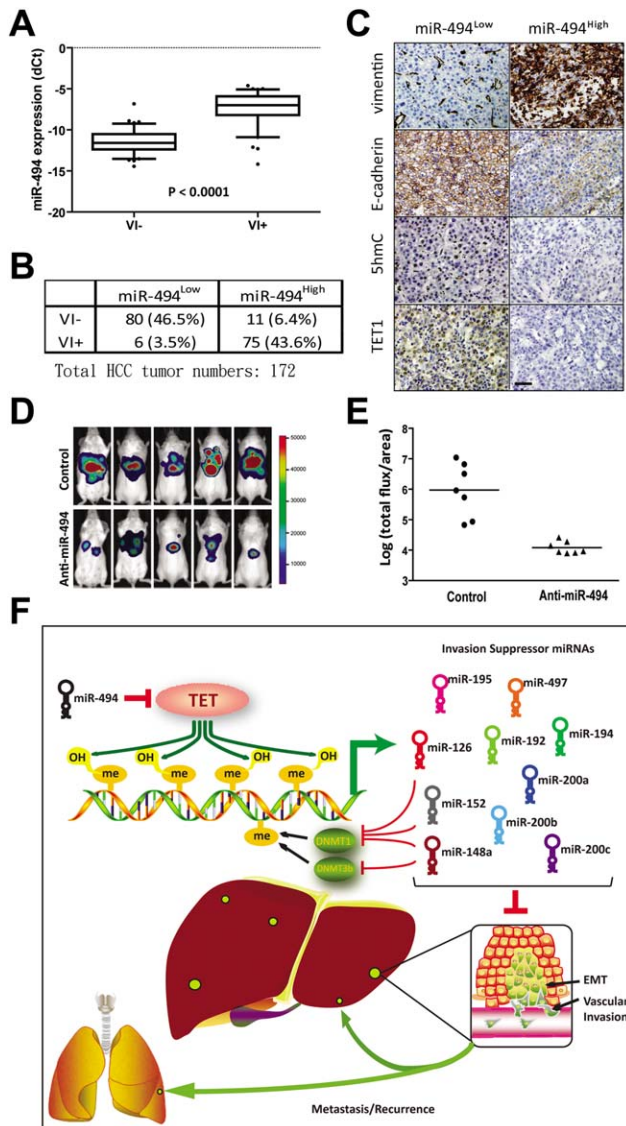 A
miR-494 expression (dCt)
0
-5
-10
-15
-20
P < 0.0001
VI-
VI+
B
miR-494Low miR-494High
VI- 80 (46.5%) 11 (6.4%)
VI+ 6 (3.5%) 75 (43.6%)
Total HCC tumor numbers: 172
C
miR-494Low miR-494High
vimentin
E-cadherin
5hmC
TET1
D
Control
Anti-miR-494
50000
40000
30000
20000
10000
E
Log (total flux/area)
8
7
6
5
4
3
Control
Anti-miR-494
F
Invasion Suppressor miRNAs
miR-494
TET
OH OH OH OH
me me me me
me
DNMT1
DNMT3b
miR-195
miR-497
miR-126
miR-192
miR-194
miR-200a
miR-152
miR-200b
miR-148a
miR-200c
EMT
Vascular
Invasion
Metastasis/Recurrence